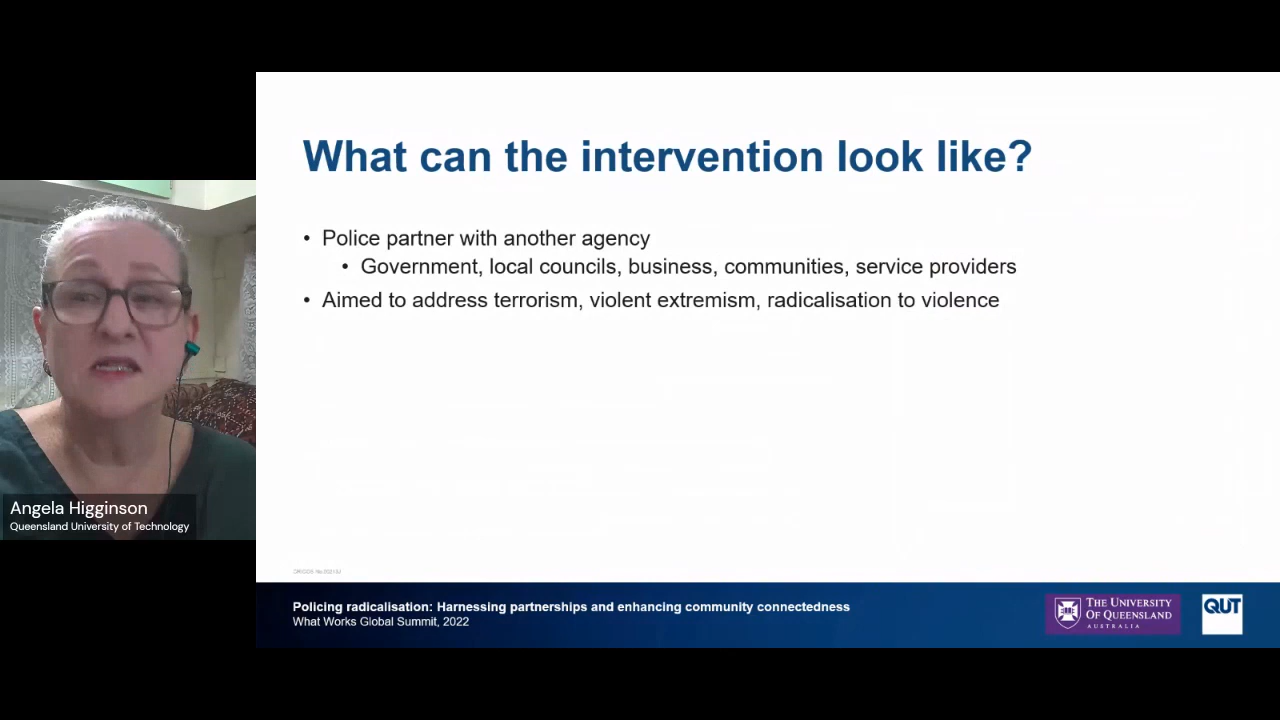 What can the intervention look like?
• Police partner with another agency
• Government, local councils, business, communities, service providers
• Aimed to address terrorism, violent extremism, radicalisation to violence
Angela Higginson
Queensland University of Technology
Policing radicalisation: Harnessing partnerships and enhancing community connectedness
What Works Global Summit, 2022
THE UNIVERSITY
OF QUEENSLAND
AUSTRALIA
QUT